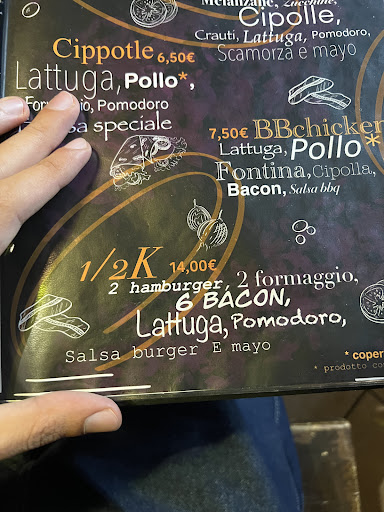 Melanzane, Zucchine,
Cipolle,
Crauti, Lattuga, Pomodoro,
Scamorza e mayo
Cippotle 6,50€
Lattuga, Pollo*,
Pomodoro
speciale
7,50€ BBchicken
Lattuga, Pollo*
Fontina, Cipolla,
Bacon, Salsa bbq
1/2K 14,00€
2 hamburger, 2 formaggio,
6 BACON,
Lattuga, Pomodoro,
Salsa burger E mayo
* coper
* prodotto co